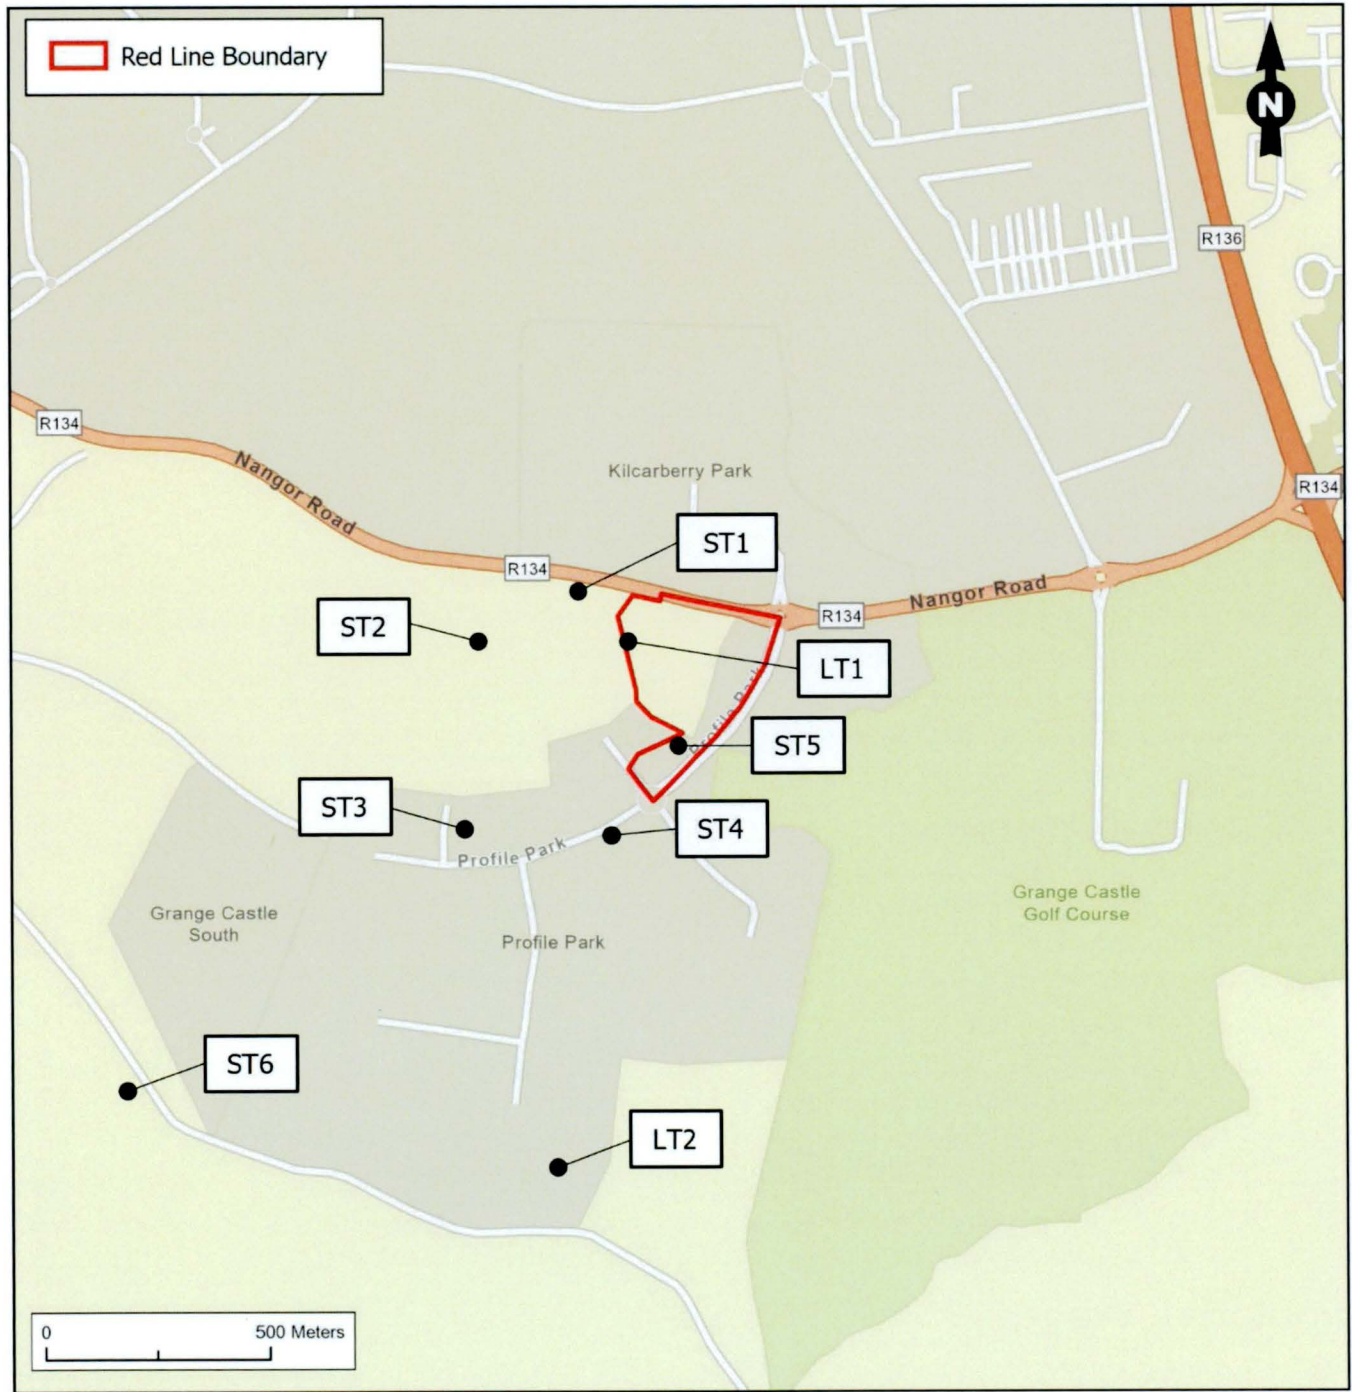 Red Line Boundary
N
R136
R134
Nangor Road
Kilcarberry Park
R134
ST1
R134
Nangor Road
R134
ST2
LT1
Profile Park
ST5
ST3
ST4
Profile Park
Grange Castle
South
Profile Park
Grange Castle
Golf Course
ST6
LT2
0
500 Meters